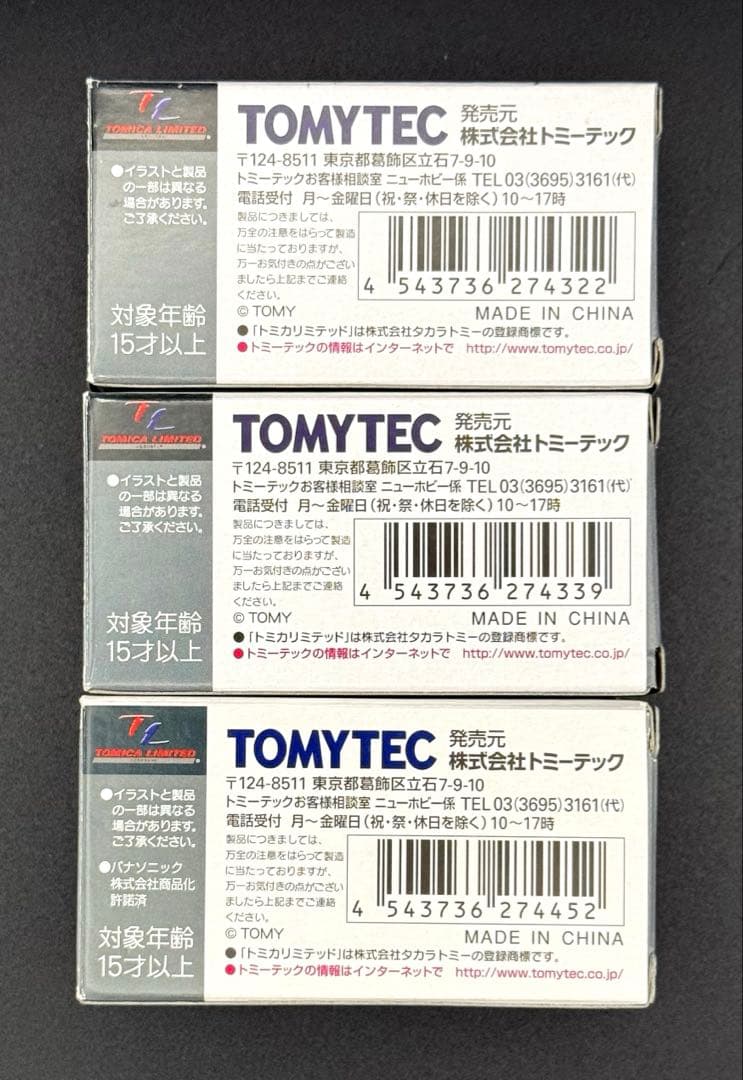 TL
TOMICA LIMITED
●イラストと製品
の一部は異なる
場合があります。
ご了承ください。
対象年齢
15才以上
TOMYTEC 発売元
株式会社トミーテック
〒124-8511 東京都葛飾区立石7-9-10
トミーテックお客様相談室 ニューホビー係 TEL 03(3695)3161(代)
電話受付 月〜金曜日(祝・祭・休日を除く)10〜17時
製品につきましては、
万全の注意をはらって製造
に当たっておりますが、
万一お気付きの点がござい
ましたら上記までご連絡
ください。
4 543736 274322
© TOMY MADE IN CHINA
●「トミカリミテッド」は株式会社タカラトミーの登録商標です。
●トミーテックの情報はインターネットで http://www.tomytec.co.jp/
TL
TOMICA LIMITED
●イラストと製品
の一部は異なる
場合があります。
ご了承ください。
対象年齢
15才以上
TOMYTEC 発売元
株式会社トミーテック
〒124-8511 東京都葛飾区立石7-9-10
トミーテックお客様相談室 ニューホビー係 TEL 03(3695)3161(代)
電話受付 月〜金曜日(祝・祭・休日を除く)10〜17時
製品につきましては、
万全の注意をはらって製造
に当たっておりますが、
万一お気付きの点がござい
ましたら上記までご連絡
ください。
4 543736 274339
© TOMY MADE IN CHINA
●「トミカリミテッド」は株式会社タカラトミーの登録商標です。
●トミーテックの情報はインターネットで http://www.tomytec.co.jp/
TL
TOMICA LIMITED
●イラストと製品
の一部は異なる
場合があります。
ご了承ください。
●パナソニック
株式会社商品化
許諾済
対象年齢
15才以上
TOMYTEC 発売元
株式会社トミーテック
〒124-8511 東京都葛飾区立石7-9-10
トミーテックお客様相談室 ニューホビー係 TEL 03(3695)3161(代)
電話受付 月〜金曜日(祝・祭・休日を除く)10〜17時
製品につきましては、
万全の注意をはらって製造
に当たっておりますが、
万一お気付きの点がござい
ましたら上記までご連絡
ください。
4 543736 274452
© TOMY MADE IN CHINA
●「トミカリミテッド」は株式会社タカラトミーの登録商標です。
●トミーテックの情報はインターネットで http://www.tomytec.co.jp/